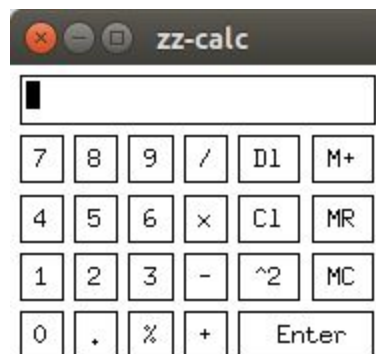 zz-calc
7 8 9 / Dl M+
4 5 6 x Cl MR
1 2 3 - ^2 MC
0 . % + Enter